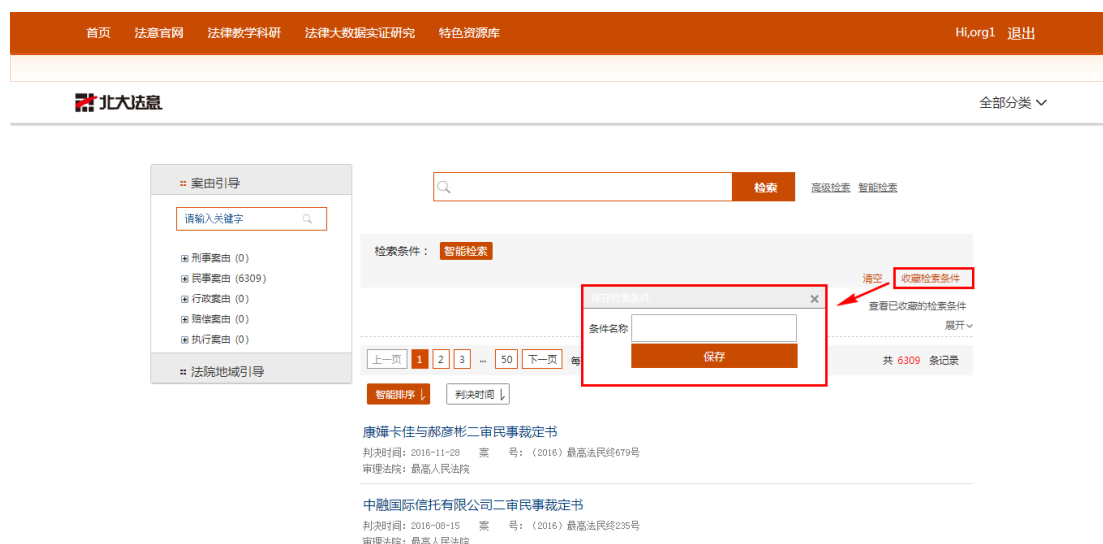 首页 法意官网 法律教学科研 法律大数据实证研究 特色资源库 Hi,org1 退出
北大法意 全部分类
案由引导
请输入关键字
刑事案由 (0)
民事案由 (6309)
行政案由 (0)
赔偿案由 (0)
执行案由 (0)
法院地域引导
检索 高级检索 智能检索
检索条件： 智能检索
清空 收藏检索条件
查看已收藏的检索条件
展开
保存检索条件
条件名称
保存
上一页 1 2 3 … 50 下一页 每 共 6309 条记录
智能排序 判决时间
康婵卡佳与郝彦彬二审民事裁定书
判决时间: 2016-11-28 案 号: （2016）最高法民终679号
审理法院: 最高人民法院
中融国际信托有限公司二审民事裁定书
判决时间: 2016-08-15 案 号: （2016）最高法民终235号
审理法院: 最高人民法院